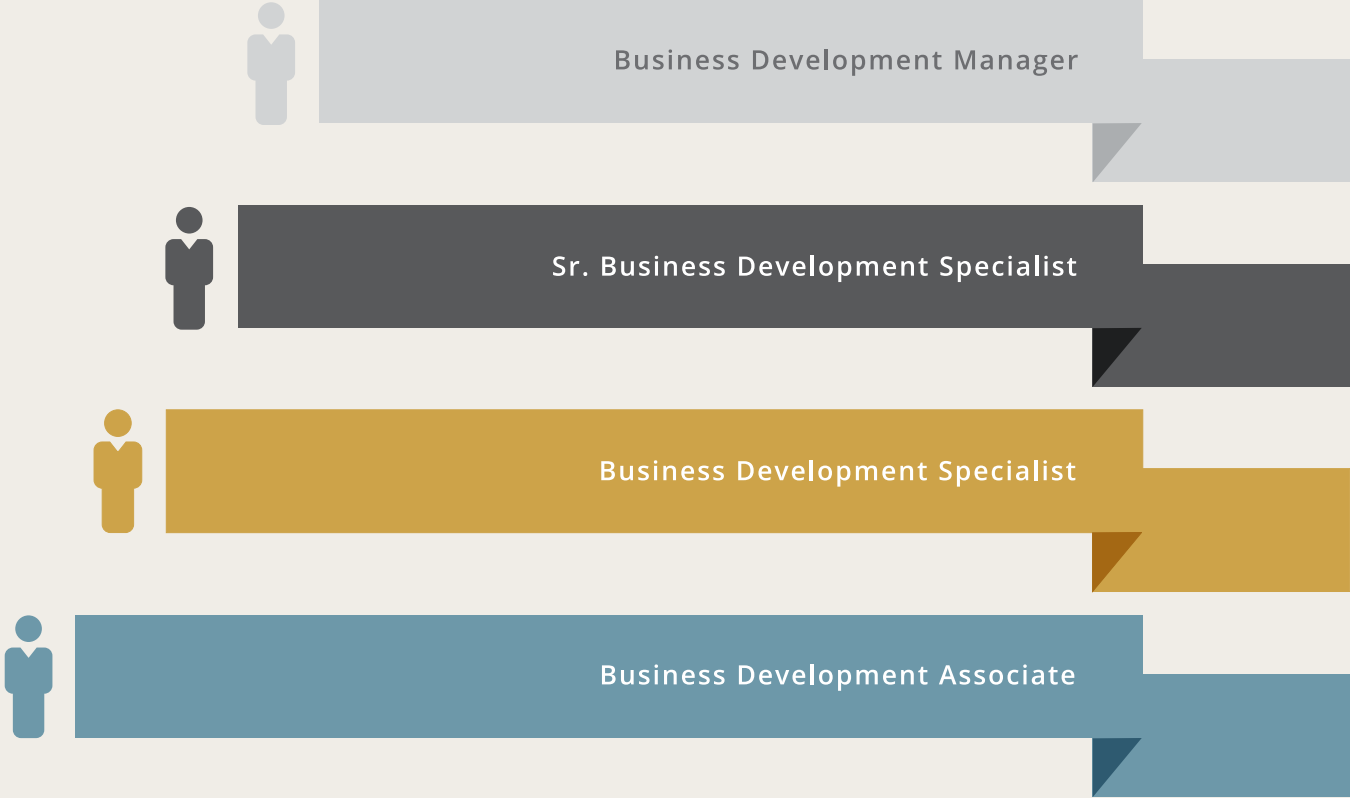 Business Development Manager
Sr. Business Development Specialist
Business Development Specialist
Business Development Associate